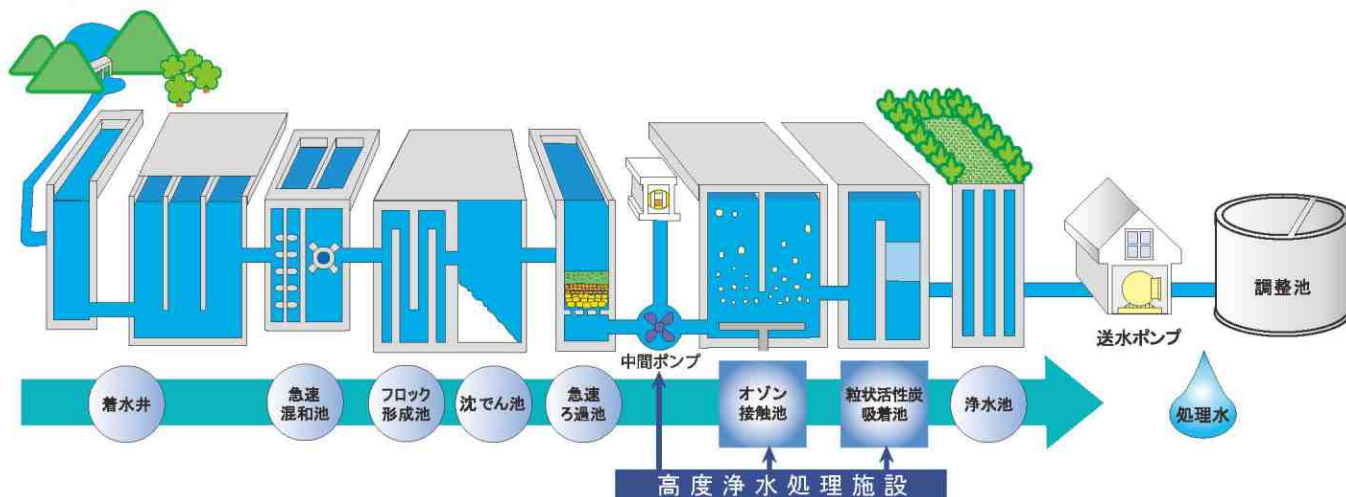 調整池
中間ポンプ
送水ポンプ
着水井
急速
混和池
フロック
形成池
沈でん池
急速
ろ過池
オゾン
接触池
粒状活性炭
吸着池
浄水池
処理水
高度浄水処理施設